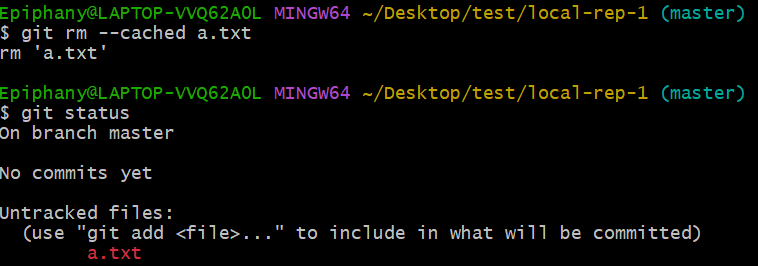 Epiphany@LAPTOP-VVQ62A0L MINGW64 ~/Desktop/test/local-rep-1 (master)
$ git rm --cached a.txt
rm 'a.txt'
Epiphany@LAPTOP-VVQ62A0L MINGW64 ~/Desktop/test/local-rep-1 (master)
$ git status
On branch master
No commits yet
Untracked files:
  (use "git add <file>..." to include in what will be committed)
        a.txt